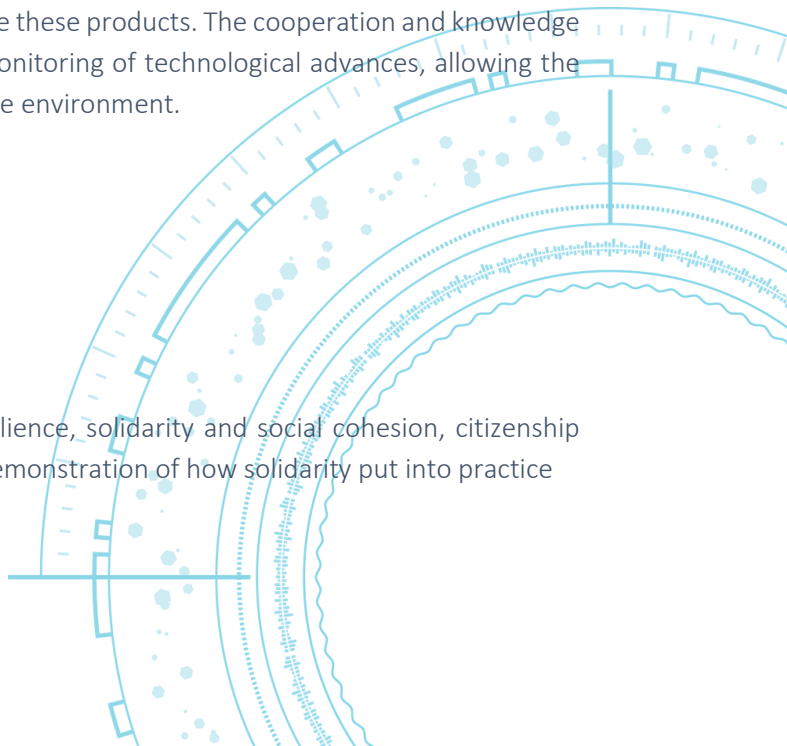 e these products. The cooperation and knowledge
onitoring of technological advances, allowing the
e environment.
lience, solidarity and social cohesion, citizenship
emonstration of how solidarity put into practice